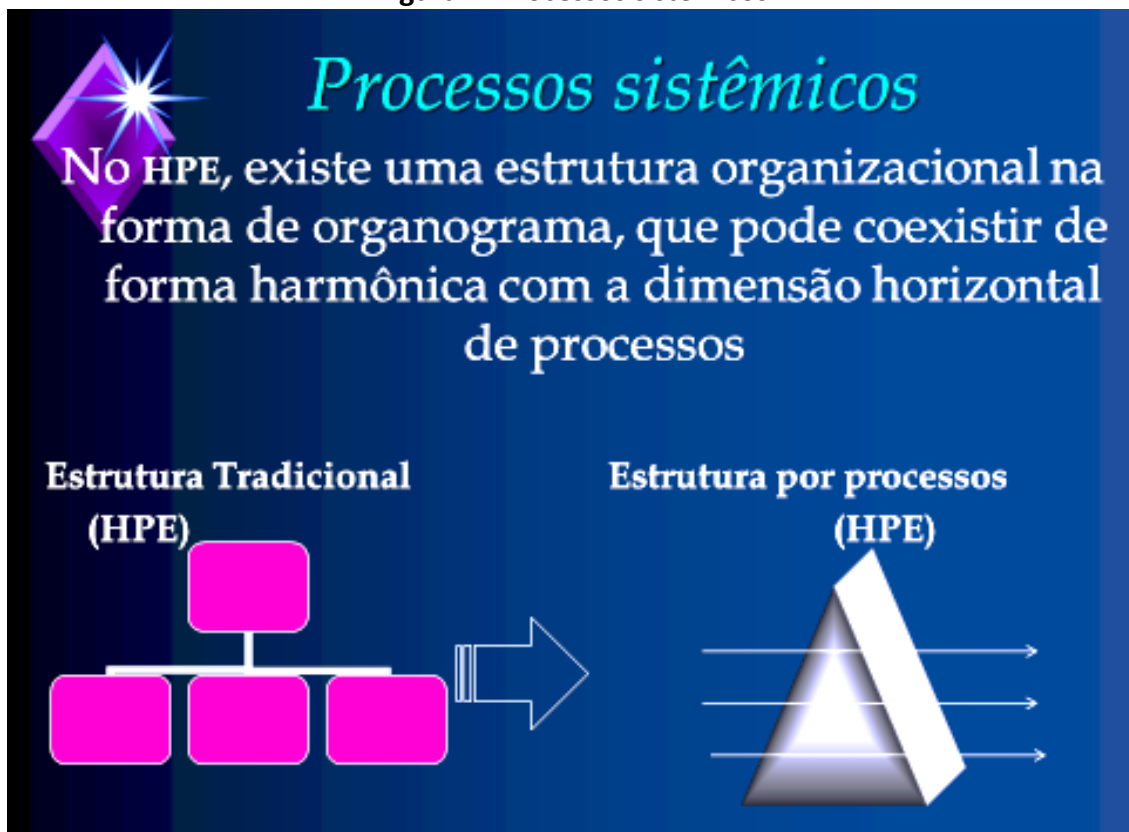 Processos sistêmicos
No HPE, existe uma estrutura organizacional na
forma de organograma, que pode coexistir de
forma harmônica com a dimensão horizontal
de processos
Estrutura Tradicional
(HPE)
Estrutura por processos
(HPE)